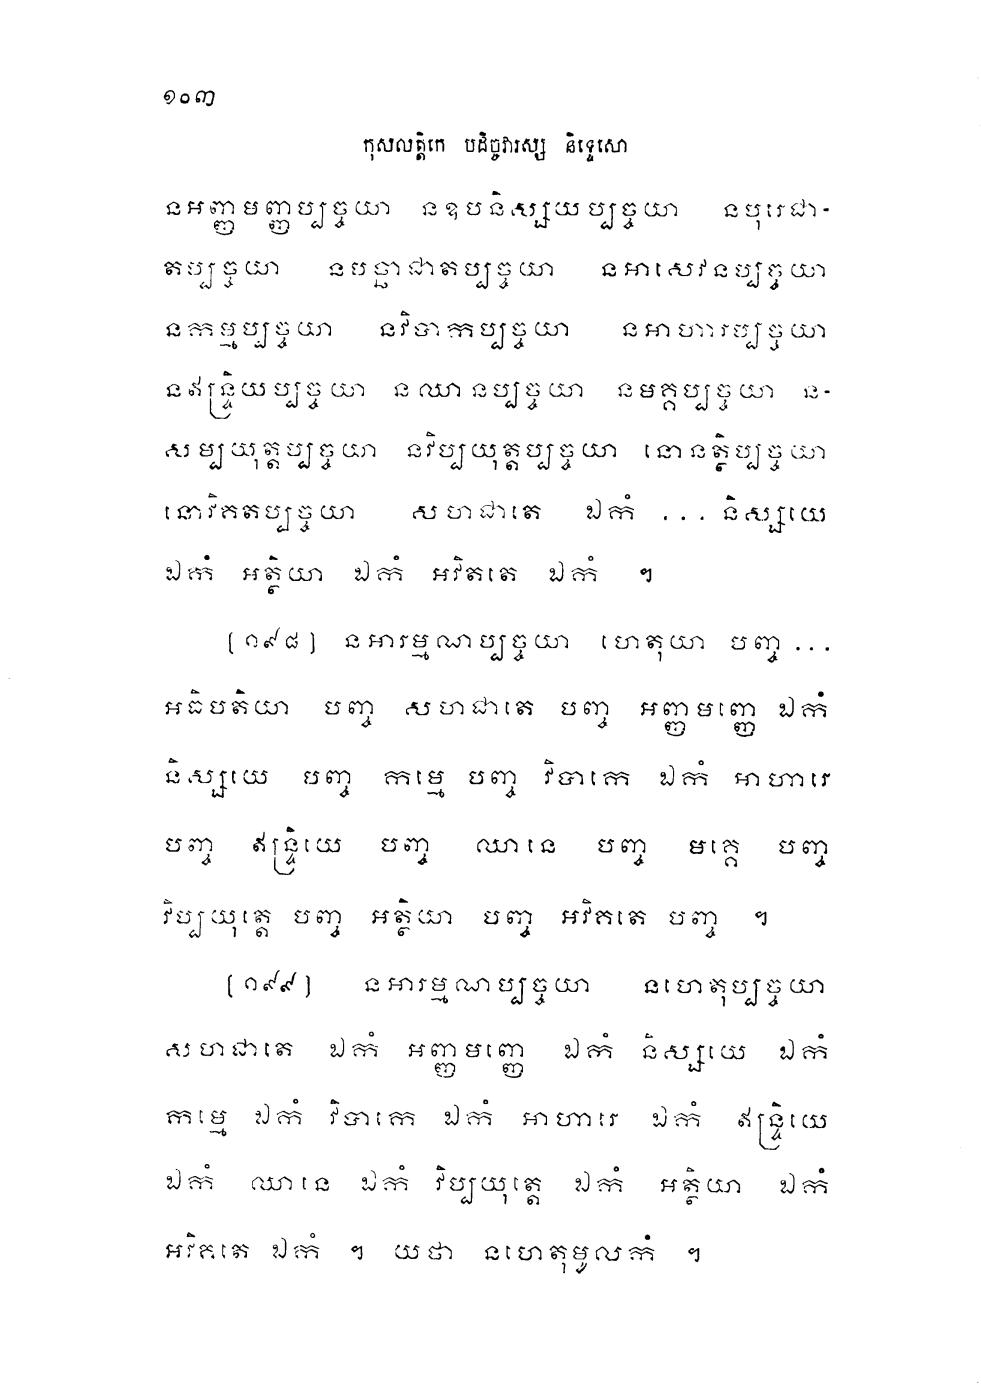 ១០៣
កុសលត្តិកេ បដិច្ចវារស្ស និទ្ទេសោ
នអញ្ញមញ្ញប្បច្ចយា នឧបនិស្សយប្បច្ចយា នបុរេជា-
តប្បច្ចយា នបច្ឆាជាតប្បច្ចយា នអាសេវនប្បច្ចយា
នកម្មប្បច្ចយា នវិបាកប្បច្ចយា នអាហារប្បច្ចយា
នឥន្ទ្រិយប្បច្ចយា នឈានប្បច្ចយា នមគ្គប្បច្ចយា ន-
សម្បយុត្តប្បច្ចយា នវិប្បយុត្តប្បច្ចយា នោនត្ថិប្បច្ចយា
នោវិគតប្បច្ចយា សហជាតេ ឯកំ ... និស្សយេ
ឯកំ អត្ថិយា ឯកំ អវិគតេ ឯកំ ។
[១៩៨] នអារម្មណប្បច្ចយា ហេតុយា បញ្ច ...
អធិបតិយា បញ្ច សហជាតេ បញ្ច អញ្ញមញ្ញេ ឯកំ
និស្សយេ បញ្ច កម្មេ បញ្ច វិបាកេ ឯកំ អាហារេ
បញ្ច ឥន្ទ្រិយេ បញ្ច ឈានេ បញ្ច មគ្គេ បញ្ច
វិប្បយុត្តេ បញ្ច អត្ថិយា បញ្ច អវិគតេ បញ្ច ។
[១៩៩] នអារម្មណប្បច្ចយា នហេតុប្បច្ចយា
សហជាតេ ឯកំ អញ្ញមញ្ញេ ឯកំ និស្សយេ ឯកំ
កម្មេ ឯកំ វិបាកេ ឯកំ អាហារេ ឯកំ ឥន្ទ្រិយេ
ឯកំ ឈានេ ឯកំ វិប្បយុត្តេ ឯកំ អត្ថិយា ឯកំ
អវិគតេ ឯកំ ។ យថា នហេតុមូលកំ ។